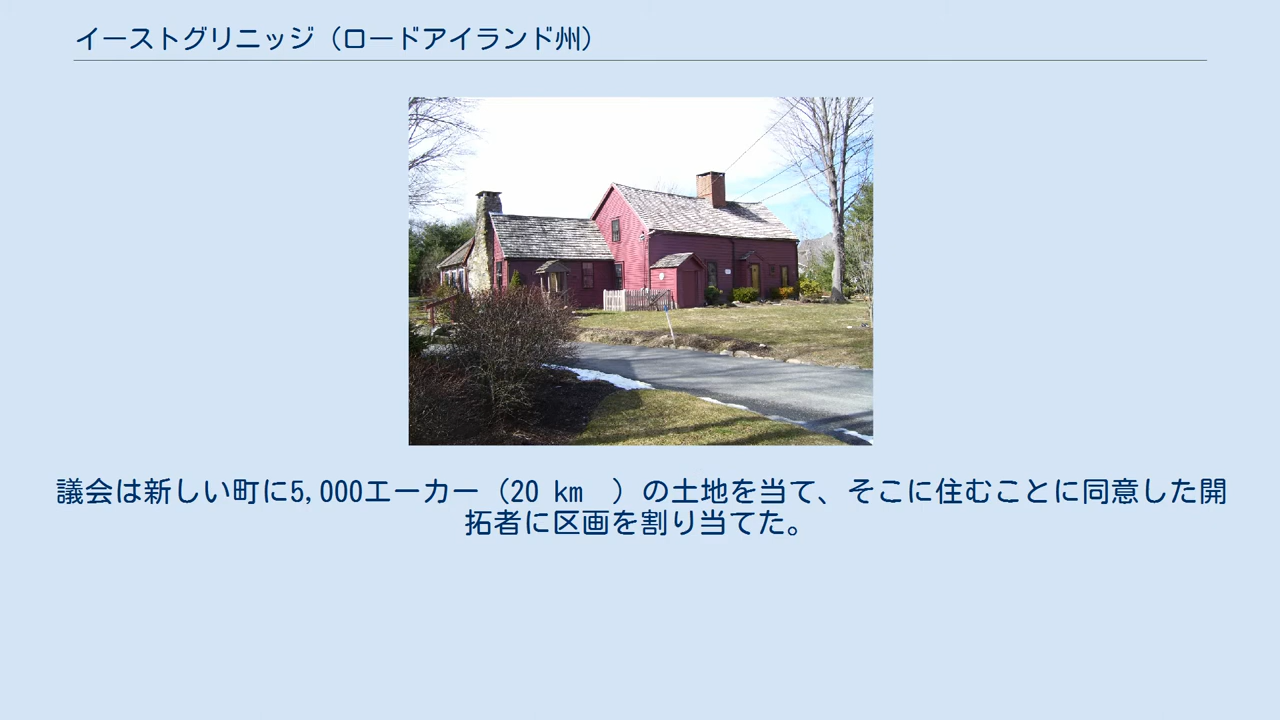 イーストグリニッジ（ロードアイランド州）
議会は新しい町に5,000エーカー（20 km　）の土地を当て、そこに住むことに同意した開
拓者に区画を割り当てた。